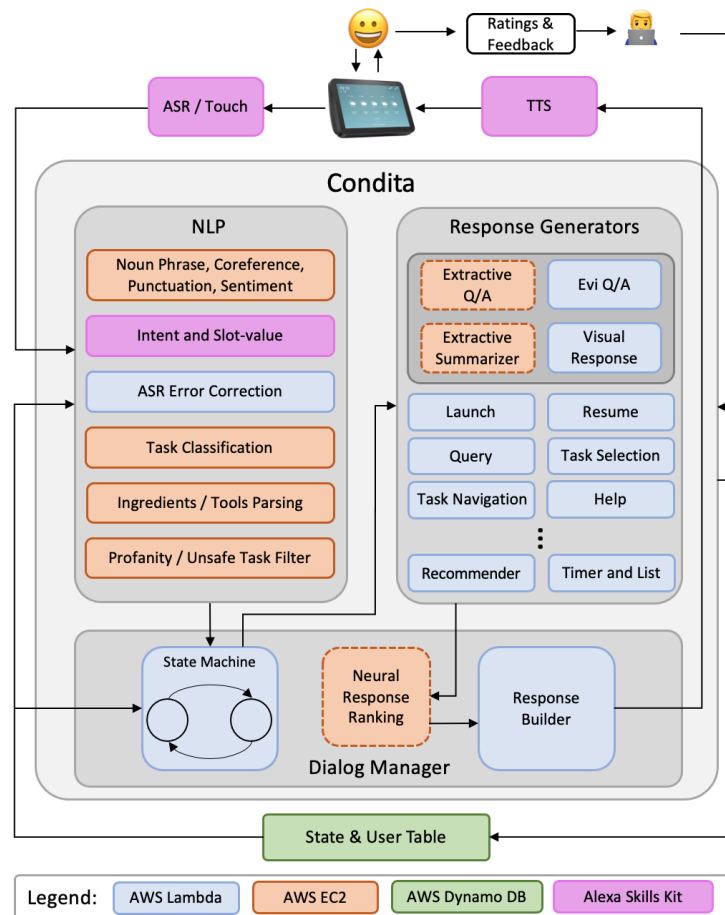 Ratings &
Feedback
ASR / Touch
TTS
Condita
NLP
Noun Phrase, Coreference,
Punctuation, Sentiment
Intent and Slot-value
ASR Error Correction
Task Classification
Ingredients / Tools Parsing
Profanity / Unsafe Task Filter
Response Generators
Extractive
Q/A
Evi Q/A
Extractive
Summarizer
Visual
Response
Launch
Resume
Query
Task Selection
Task Navigation
Help
Recommender
Timer and List
State Machine
Neural
Response
Ranking
Response
Builder
Dialog Manager
State & User Table
Legend:
AWS Lambda
AWS EC2
AWS Dynamo DB
Alexa Skills Kit